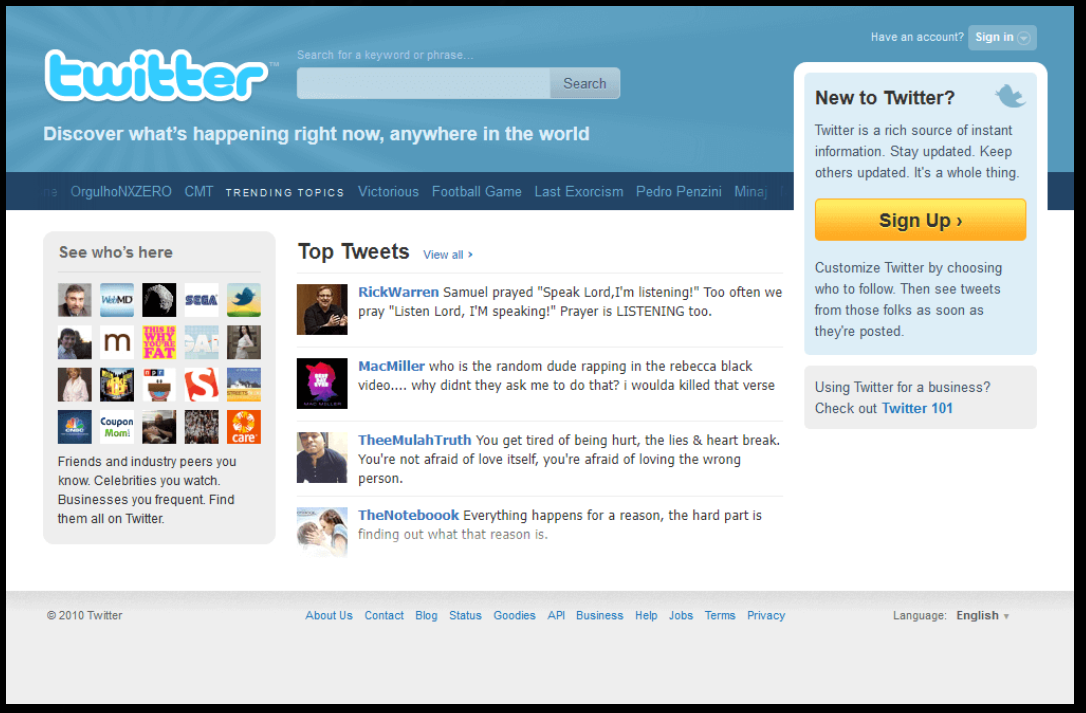 Have an account? Sign in
twitter™
Search for a keyword or phrase...
Search
Discover what's happening right now, anywhere in the world
OrgulhoNXZERO CMT TRENDING TOPICS Victorious Football Game Last Exorcism Pedro Penzini Minaj
New to Twitter?
Twitter is a rich source of instant
information. Stay updated. Keep
others updated. It's a whole thing.
Sign Up ›
Customize Twitter by choosing
who to follow. Then see tweets
from those folks as soon as
they're posted.
Using Twitter for a business?
Check out Twitter 101
See who's here
WebMD
SEGA
m
THIS IS
WHY
YOU'RE
FAT
GAP
npr
S
STREETS
CNBC
Coupon
Mom
care
Friends and industry peers you
know. Celebrities you watch.
Businesses you frequent. Find
them all on Twitter.
Top Tweets View all ›
RickWarren Samuel prayed "Speak Lord,I'm listening!" Too often we
pray "Listen Lord, I'M speaking!" Prayer is LISTENING too.
MacMiller who is the random dude rapping in the rebecca black
video.... why didnt they ask me to do that? i woulda killed that verse
MAC MILLER
TheeMulahTruth You get tired of being hurt, the lies & heart break.
You're not afraid of love itself, you're afraid of loving the wrong
person.
TheNoteboook Everything happens for a reason, the hard part is
finding out what that reason is.
© 2010 Twitter
About Us Contact Blog Status Goodies API Business Help Jobs Terms Privacy
Language: English